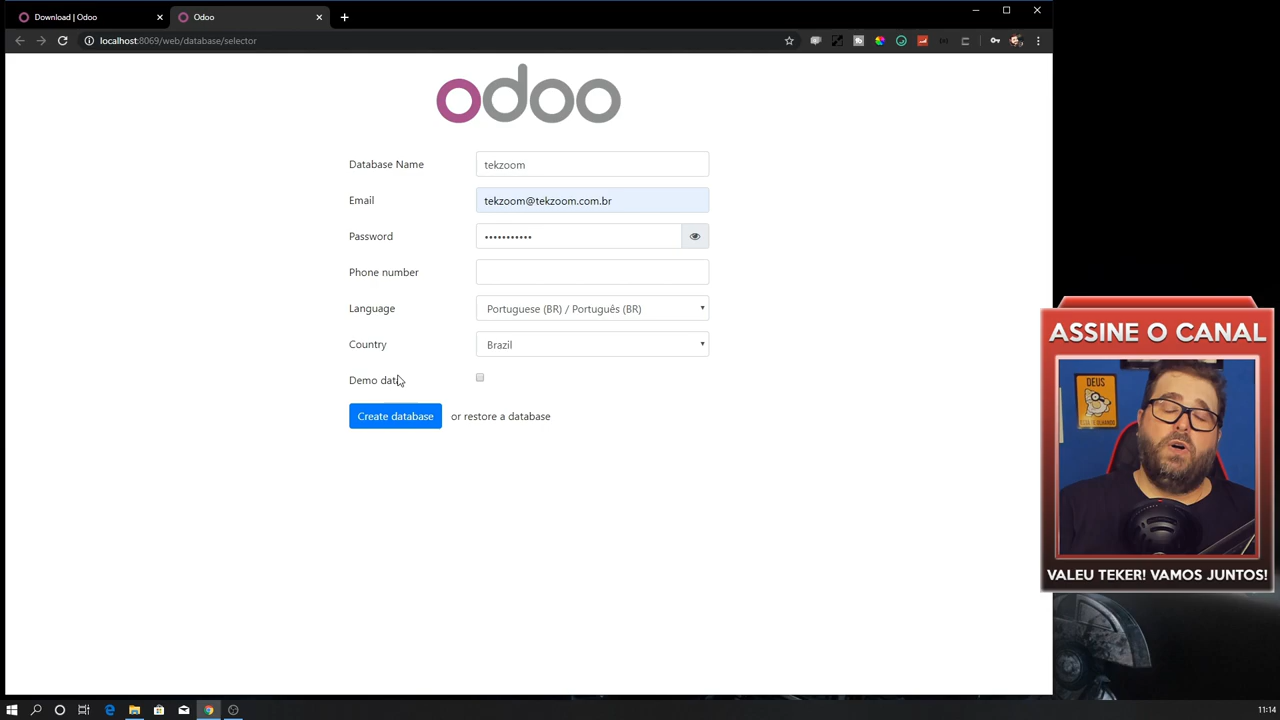 Download | Odoo
Odoo
localhost:8069/web/database/selector
odoo
Database Name
tekzoom
Email
tekzoom@tekzoom.com.br
Password
•••••••••••
Phone number
Language
Portuguese (BR) / Português (BR)
Country
Brazil
Demo data
Create database
or restore a database
ASSINE O CANAL
DEUS
VALEU TEKER! VAMOS JUNTOS!
11:14